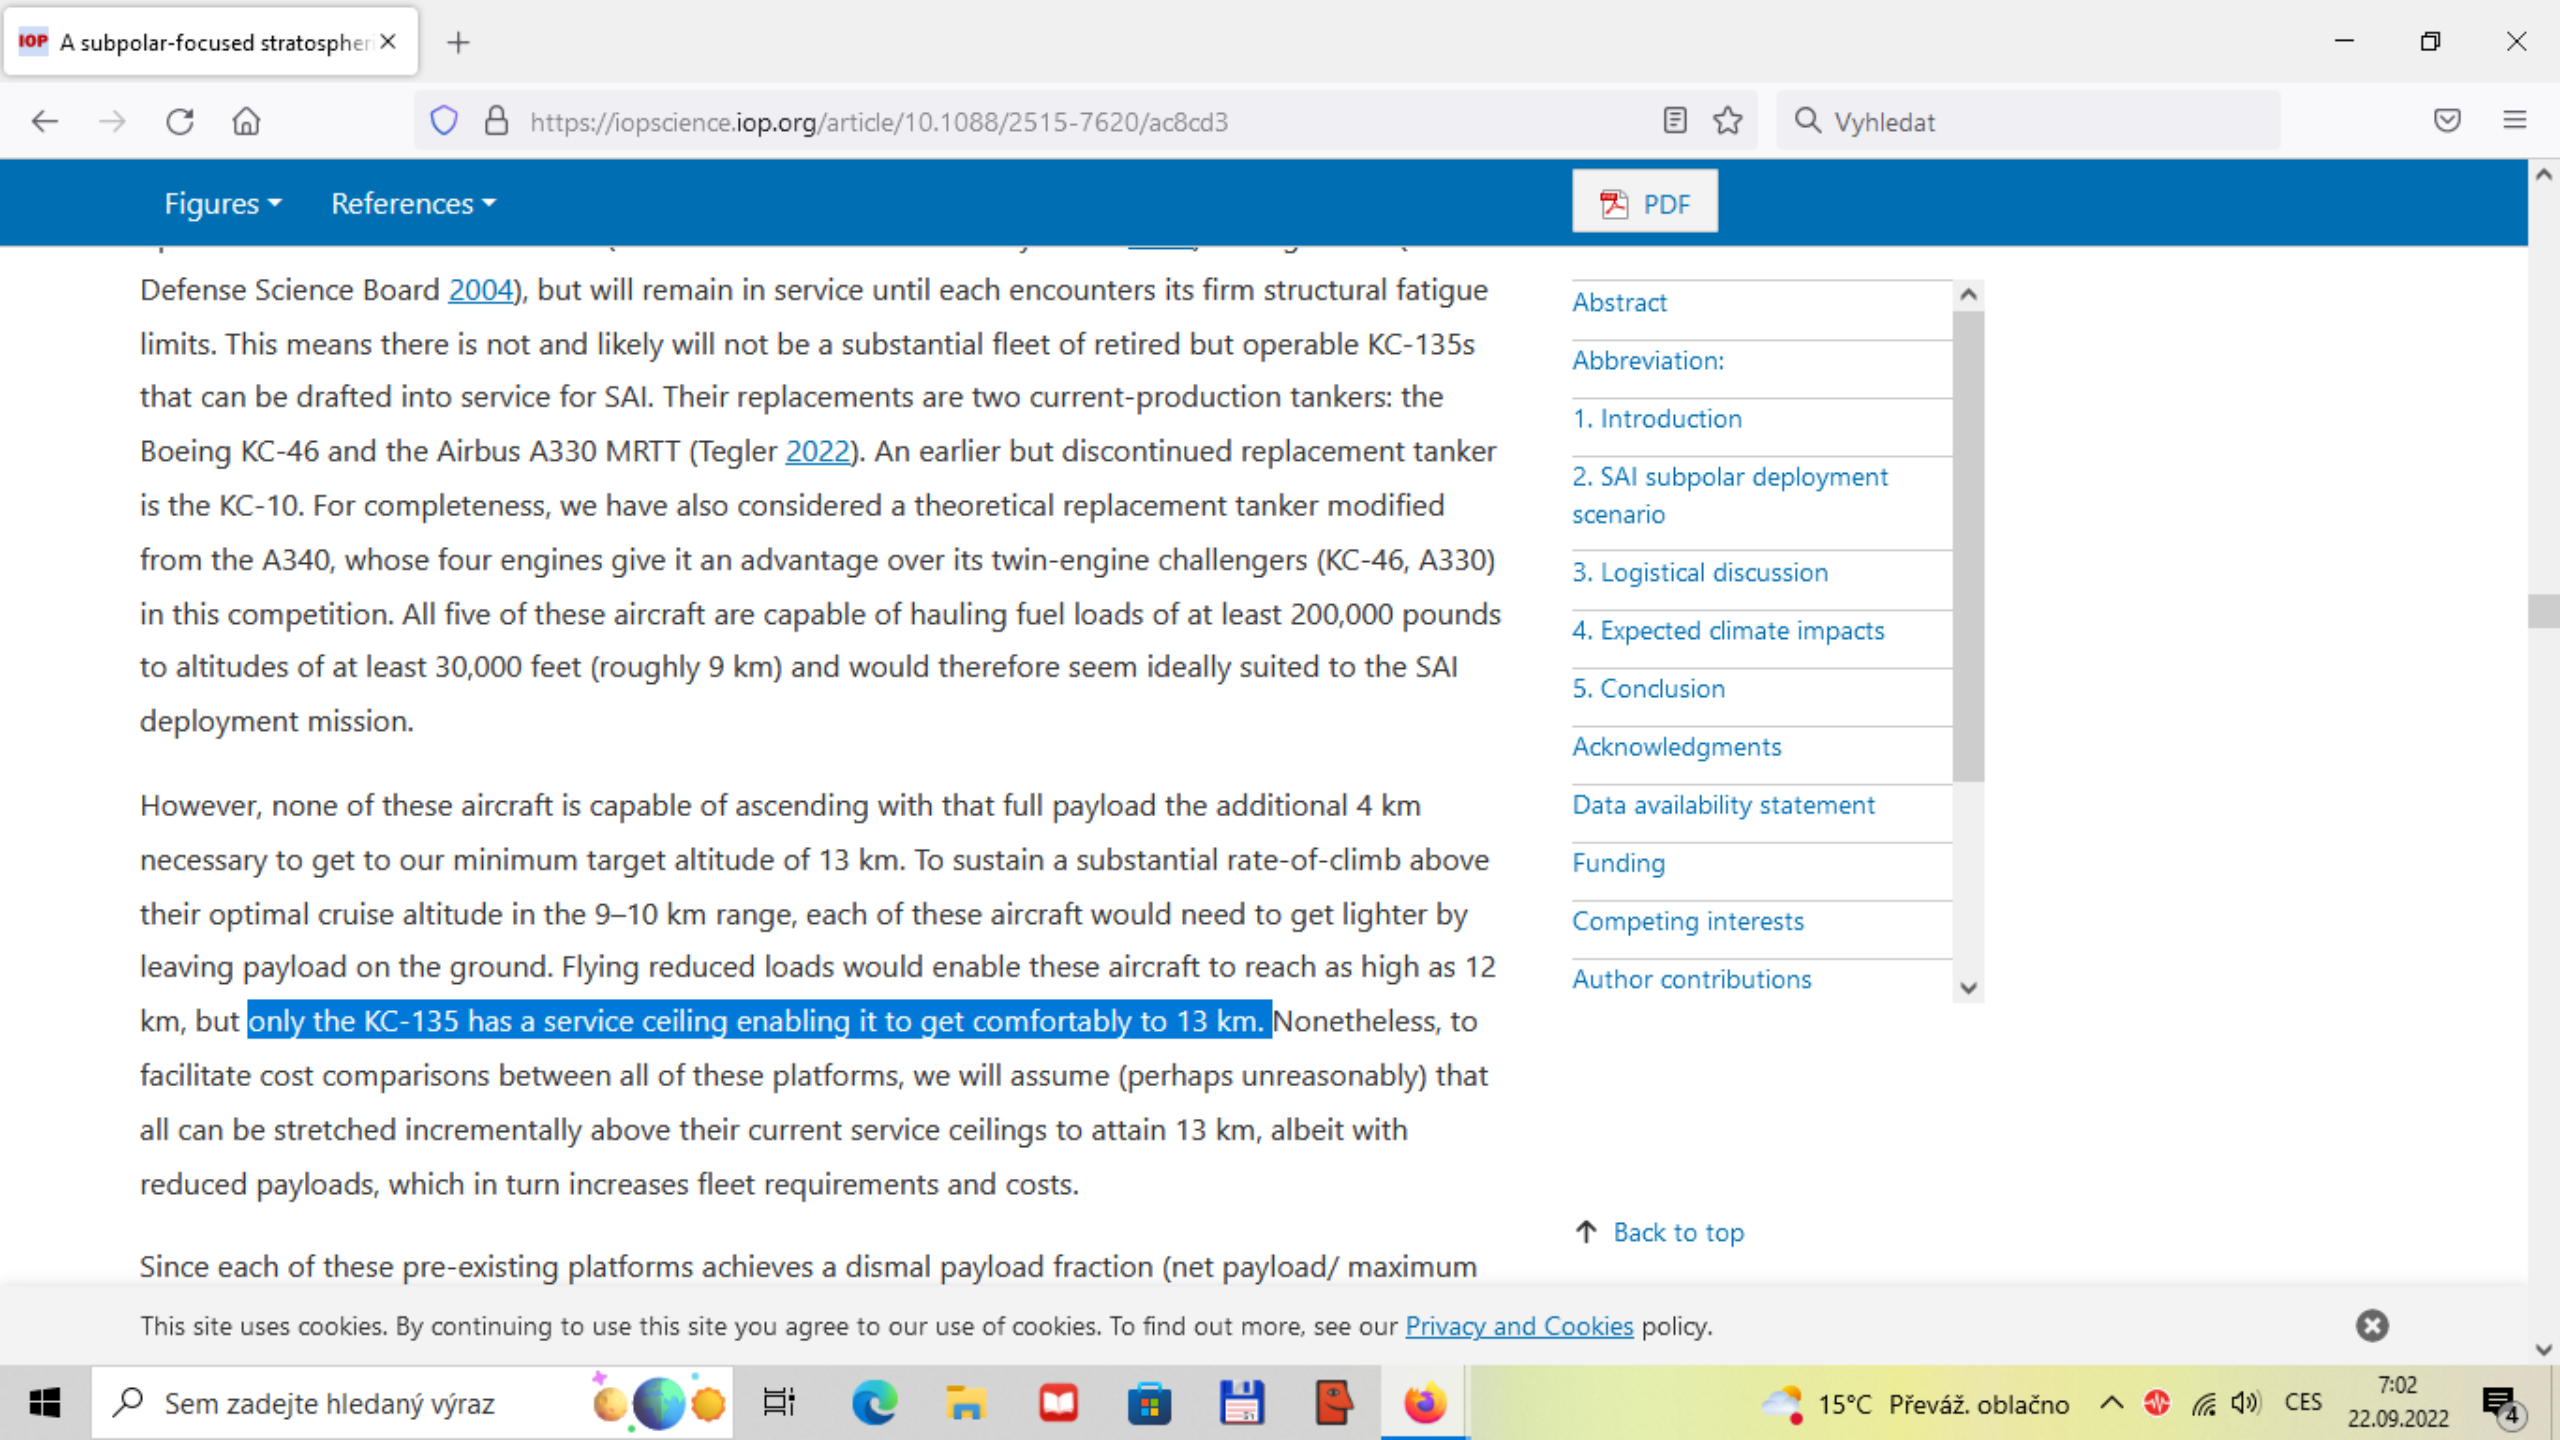 IOP A subpolar-focused stratospheri
https://iopscience.iop.org/article/10.1088/2515-7620/ac8cd3
Vyhledat
Figures References
PDF
Defense Science Board 2004), but will remain in service until each encounters its firm structural fatigue
limits. This means there is not and likely will not be a substantial fleet of retired but operable KC-135s
that can be drafted into service for SAI. Their replacements are two current-production tankers: the
Boeing KC-46 and the Airbus A330 MRTT (Tegler 2022). An earlier but discontinued replacement tanker
is the KC-10. For completeness, we have also considered a theoretical replacement tanker modified
from the A340, whose four engines give it an advantage over its twin-engine challengers (KC-46, A330)
in this competition. All five of these aircraft are capable of hauling fuel loads of at least 200,000 pounds
to altitudes of at least 30,000 feet (roughly 9 km) and would therefore seem ideally suited to the SAI
deployment mission.
However, none of these aircraft is capable of ascending with that full payload the additional 4 km
necessary to get to our minimum target altitude of 13 km. To sustain a substantial rate-of-climb above
their optimal cruise altitude in the 9–10 km range, each of these aircraft would need to get lighter by
leaving payload on the ground. Flying reduced loads would enable these aircraft to reach as high as 12
km, but only the KC-135 has a service ceiling enabling it to get comfortably to 13 km. Nonetheless, to
facilitate cost comparisons between all of these platforms, we will assume (perhaps unreasonably) that
all can be stretched incrementally above their current service ceilings to attain 13 km, albeit with
reduced payloads, which in turn increases fleet requirements and costs.
Since each of these pre-existing platforms achieves a dismal payload fraction (net payload/ maximum
Abstract
Abbreviation:
1. Introduction
2. SAI subpolar deployment
scenario
3. Logistical discussion
4. Expected climate impacts
5. Conclusion
Acknowledgments
Data availability statement
Funding
Competing interests
Author contributions
Back to top
This site uses cookies. By continuing to use this site you agree to our use of cookies. To find out more, see our Privacy and Cookies policy.
Sem zadejte hledaný výraz
15°C Převáž. oblačno
CES
7:02
22.09.2022
4